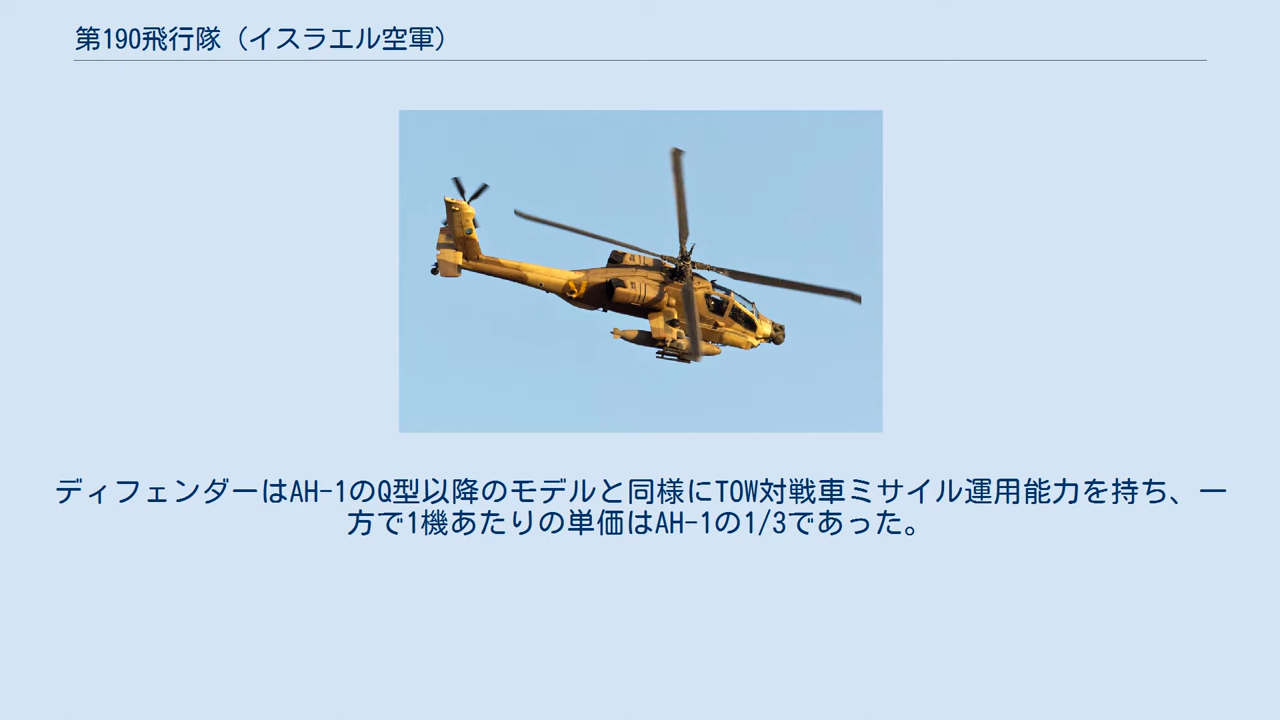 第190飛行隊（イスラエル空軍）
ディフェンダーはAH-1のQ型以降のモデルと同様にTOW対戦車ミサイル運用能力を持ち、一
方で1機あたりの単価はAH-1の1/3であった。